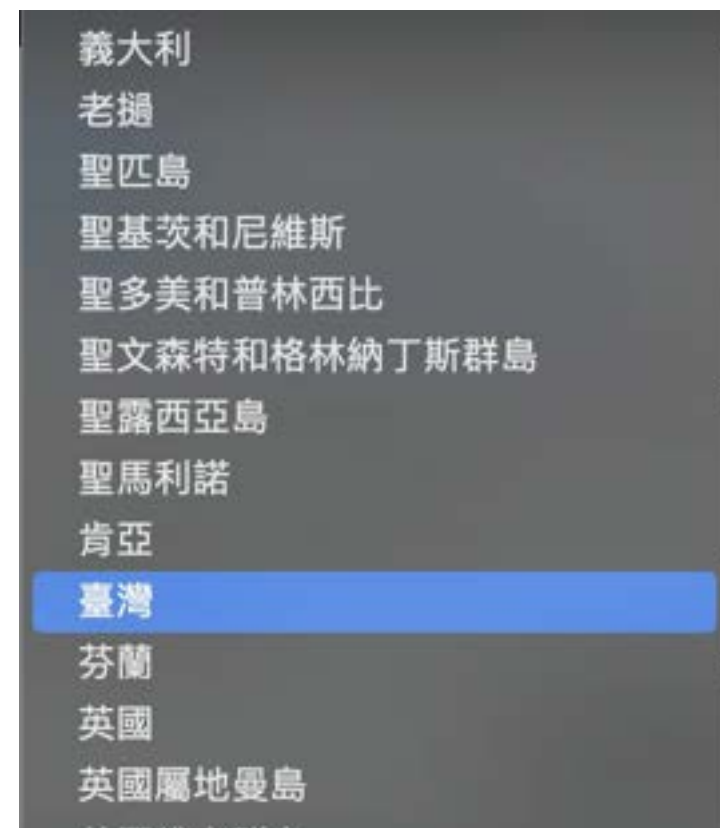 義大利
老撾
聖匹島
聖基茨和尼維斯
聖多美和普林西比
聖文森特和格林納丁斯群島
聖露西亞島
聖馬利諾
肯亞
臺灣
芬蘭
英國
英國屬地曼島